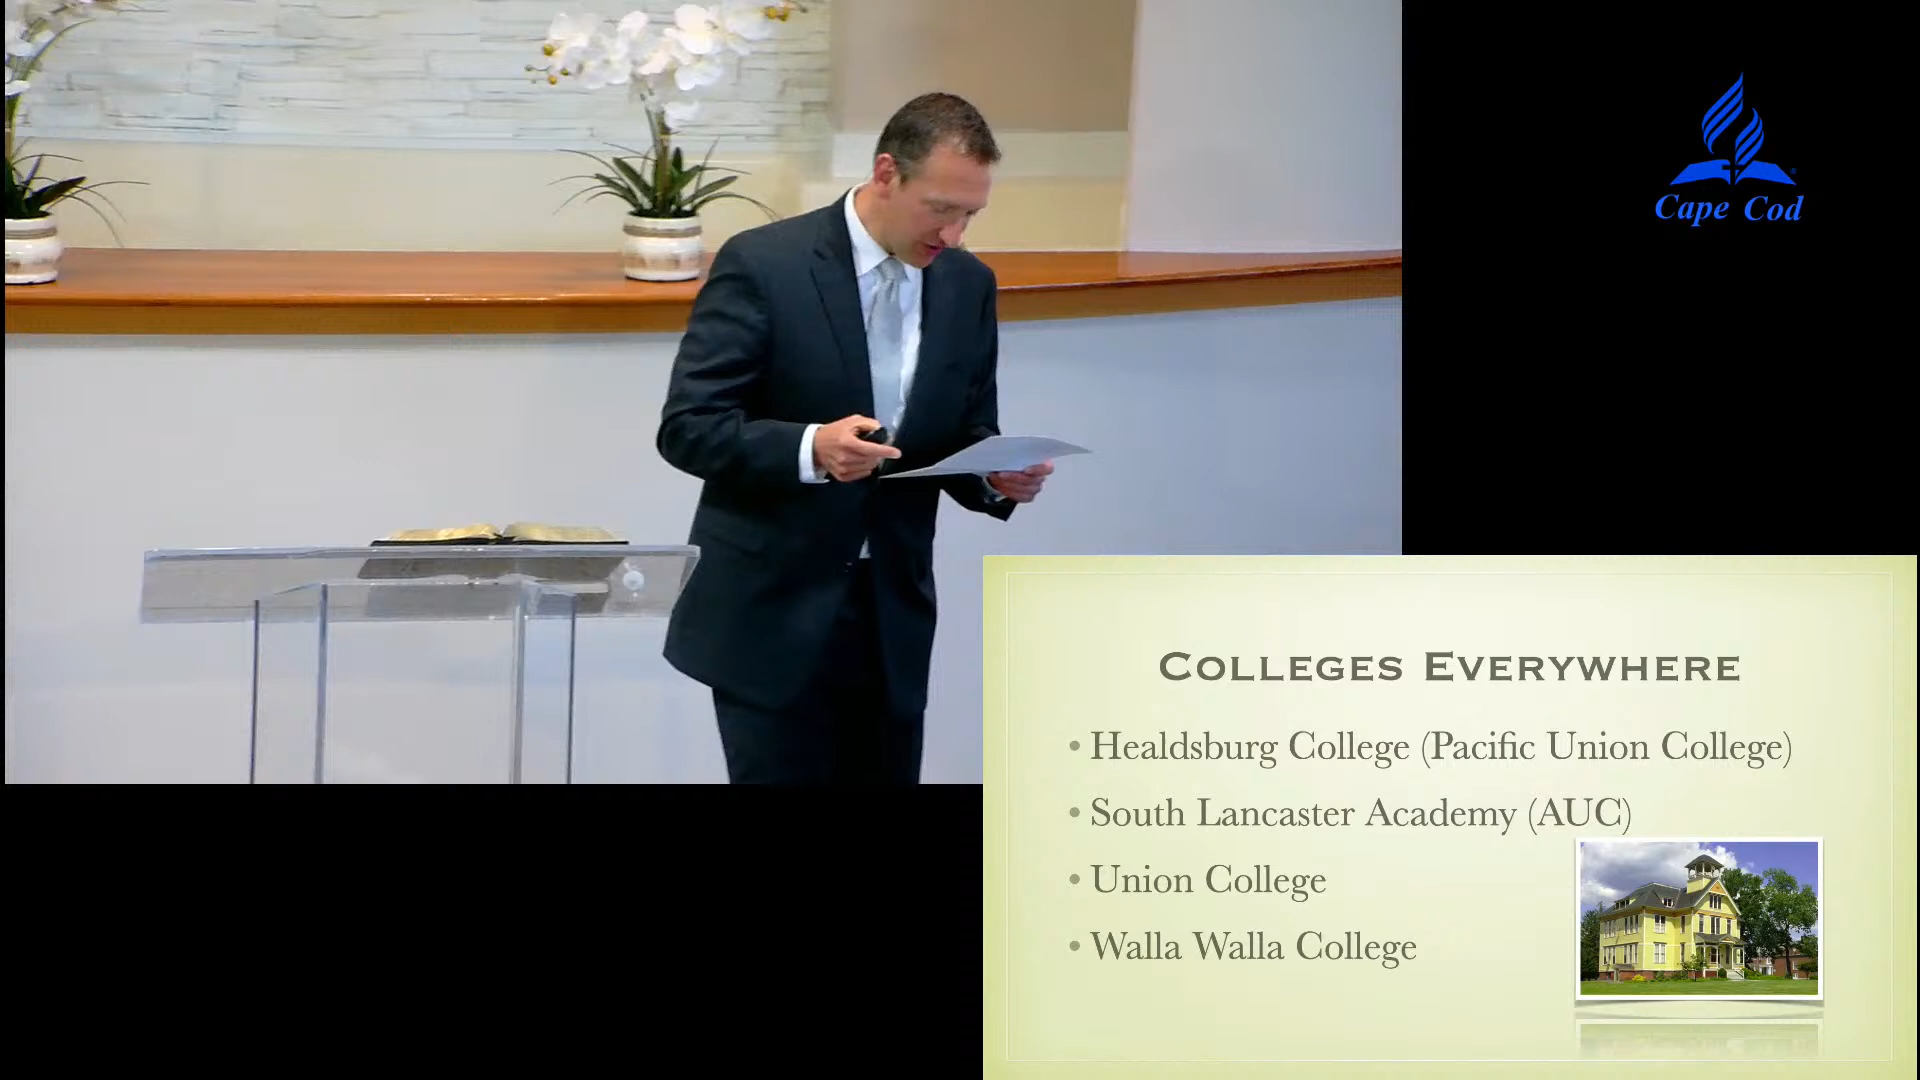 Cape Cod
COLLEGES EVERYWHERE
• Healdsburg College (Pacific Union College)
• South Lancaster Academy (AUC)
• Union College
• Walla Walla College